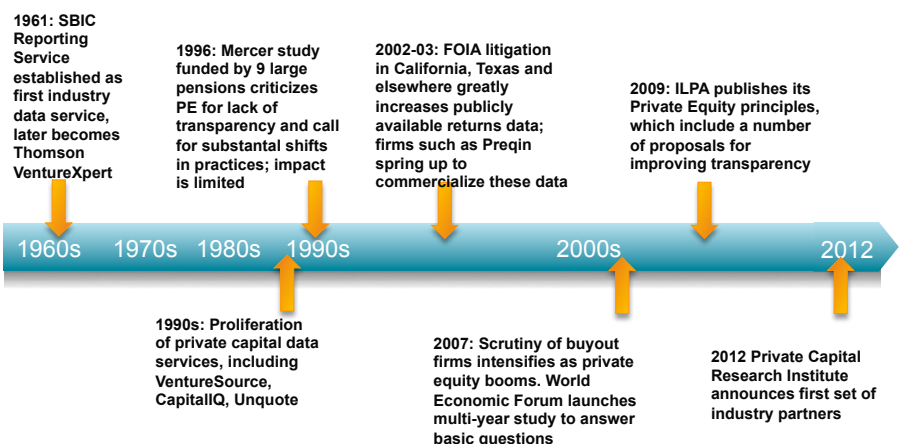 1961: SBIC
Reporting
Service
established as
first industry
data service,
later becomes
Thomson
VentureXpert
1996: Mercer study
funded by 9 large
pensions criticizes
PE for lack of
transparency and call
for substantal shifts
in practices; impact
is limited
2002-03: FOIA litigation
in California, Texas and
elsewhere greatly
increases publicly
available returns data;
firms such as Preqin
spring up to
commercialize these data
2009: ILPA publishes its
Private Equity principles,
which include a number
of proposals for
improving transparency
1960s 1970s 1980s 1990s 2000s 2012
1990s: Proliferation
of private capital data
services, including
VentureSource,
CapitalIQ, Unquote
2007: Scrutiny of buyout
firms intensifies as private
equity booms. World
Economic Forum launches
multi-year study to answer
basic questions
2012 Private Capital
Research Institute
announces first set of
industry partners